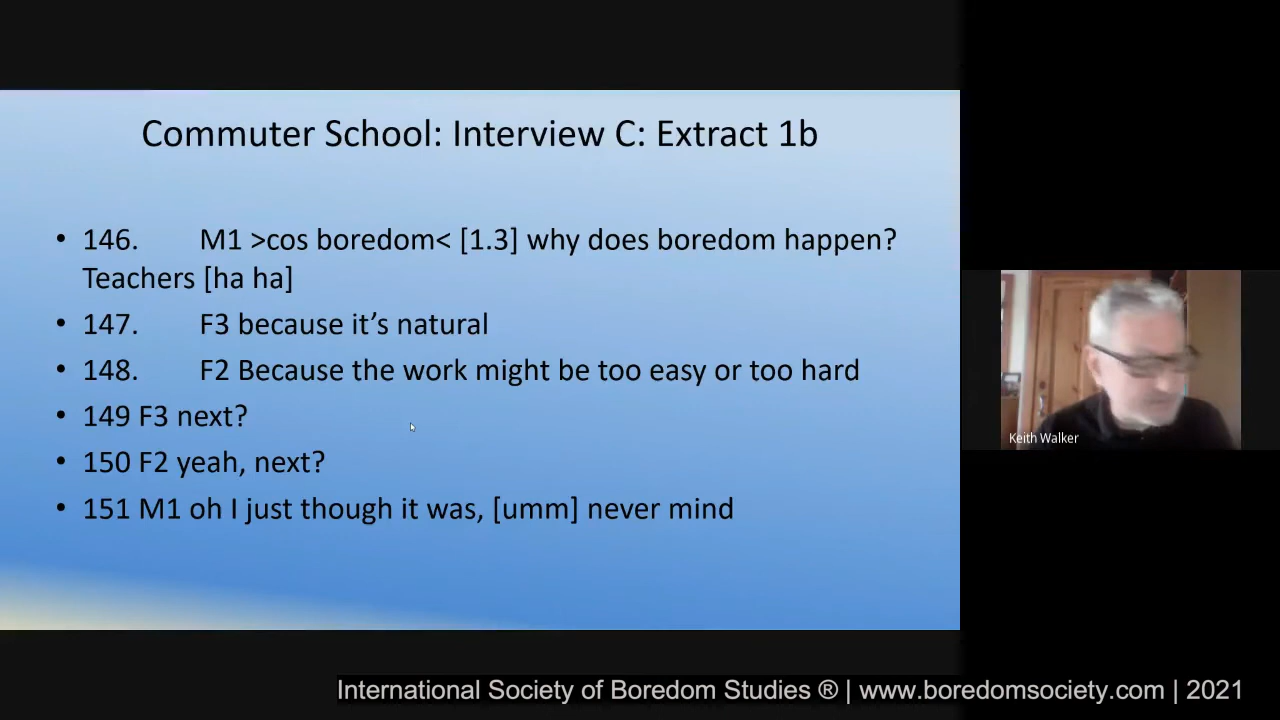 Commuter School: Interview C: Extract 1b
• 146. M1 >cos boredom< [1.3] why does boredom happen?
Teachers [ha ha]
• 147. F3 because it’s natural
• 148. F2 Because the work might be too easy or too hard
• 149 F3 next?
• 150 F2 yeah, next?
• 151 M1 oh I just though it was, [umm] never mind
Keith Walker
International Society of Boredom Studies ® | www.boredomsociety.com | 2021